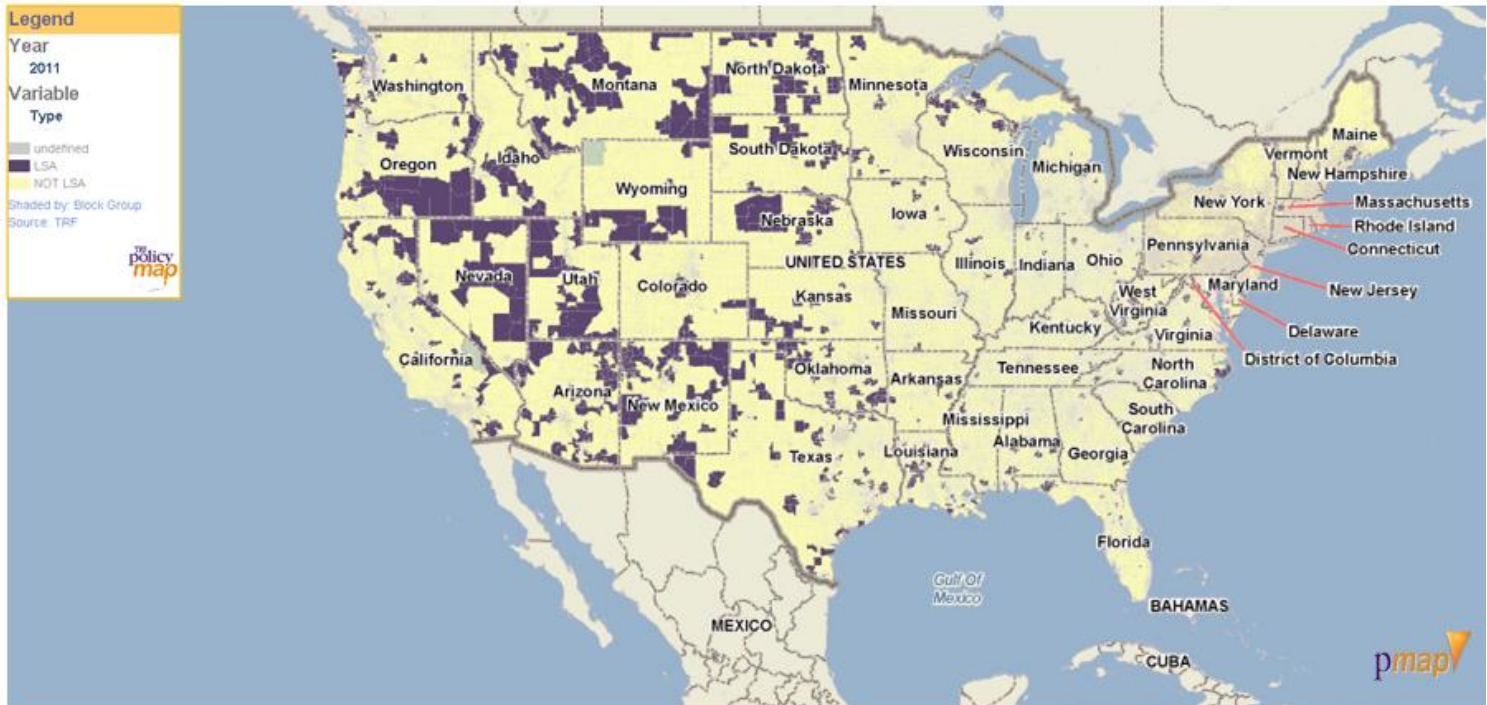 Legend
Year
2011
Variable
Type
undefined
LSA
NOT LSA
Shaded by: Block Group
Source: TRF
TRF
policy
map
Washington
Montana
North Dakota
Minnesota
Maine
Oregon
Idaho
South Dakota
Wisconsin
Michigan
Vermont
New Hampshire
Wyoming
New York
Massachusetts
Nebraska
Iowa
Rhode Island
Pennsylvania
Connecticut
Nevada
Utah
Colorado
UNITED STATES
Illinois
Indiana
Ohio
Maryland
New Jersey
Kansas
Missouri
West
Virginia
Kentucky
Virginia
Delaware
California
District of Columbia
Oklahoma
Arkansas
Tennessee
North
Carolina
Arizona
New Mexico
Mississippi
Alabama
South
Carolina
Texas
Louisiana
Georgia
Florida
Gulf Of
Mexico
BAHAMAS
MEXICO
CUBA
pmap